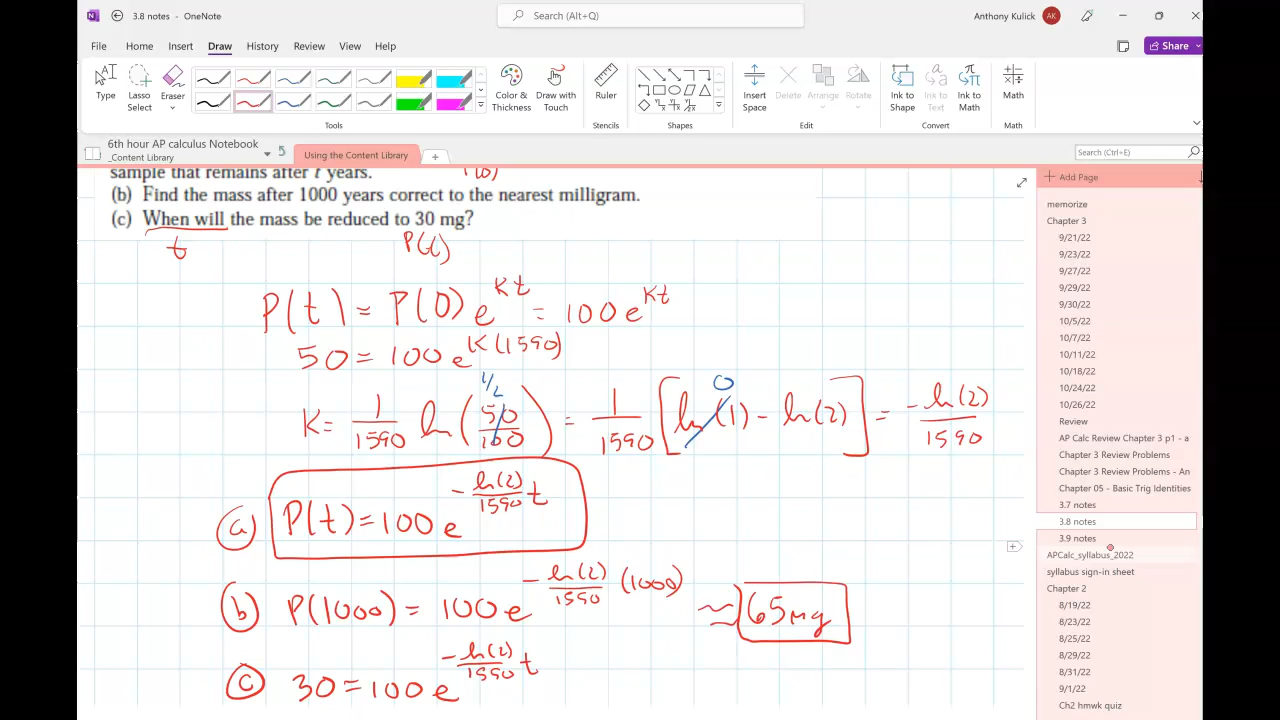 3.8 notes - OneNote
Search (Alt+Q)
Anthony Kulick
AK
File Home Insert Draw History Review View Help
Share
Type
Lasso Select
Eraser
Color & Thickness
Draw with Touch
Ruler
Shapes
Insert Space
Delete
Arrange
Rotate
Ink to Shape
Ink to Text
Ink to Math
Math
Tools
Stencils
Shapes
Edit
Convert
Math
6th hour AP calculus Notebook
_Content Library
Using the Content Library
Search (Ctrl+E)
sample that remains after t years.
P(0)
(b) Find the mass after 1000 years correct to the nearest milligram.
(c) When will the mass be reduced to 30 mg?
t P(t)
P(t) = P(0) e^{kt} = 100e^{kt}
50 = 100e^{k(1590)}
1/2 0
K = 1/1590 ln(50/100) = 1/1590 [ln(1) - ln(2)] = -ln(2)/1590
(a) P(t) = 100e^{-ln(2)/1590 t}
(b) P(1000) = 100e^{-ln(2)/1590 (1000)} ≈ 65mg
(c) 30 = 100e^{-ln(2)/1590 t}
Add Page
memorize
Chapter 3
9/21/22
9/23/22
9/27/22
9/29/22
9/30/22
10/5/22
10/7/22
10/11/22
10/18/22
10/24/22
10/26/22
Review
AP Calc Review Chapter 3 p1 - a
Chapter 3 Review Problems
Chapter 3 Review Problems - An
Chapter 05 - Basic Trig Identities
3.7 notes
3.8 notes
3.9 notes
APCalc_syllabus_2022
syllabus sign-in sheet
Chapter 2
8/19/22
8/23/22
8/25/22
8/29/22
8/31/22
9/1/22
Ch2 hmwk quiz